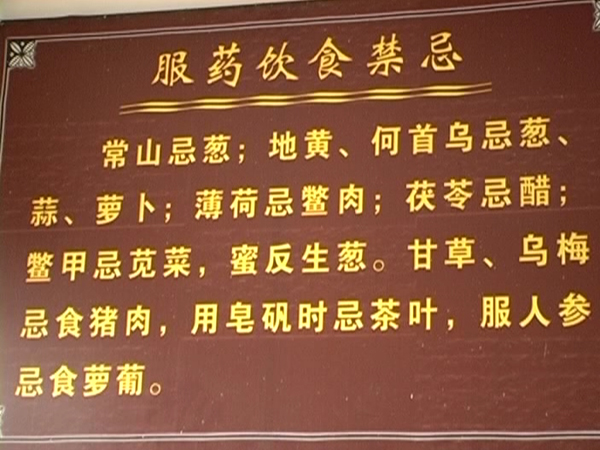 服药饮食禁忌
常山忌葱；地黄、何首乌忌葱、
蒜、萝卜；薄荷忌鳖肉；茯苓忌醋；
鳖甲忌苋菜，蜜反生葱。甘草、乌梅
忌食猪肉，用皂矾时忌茶叶，服人参
忌食萝葡。